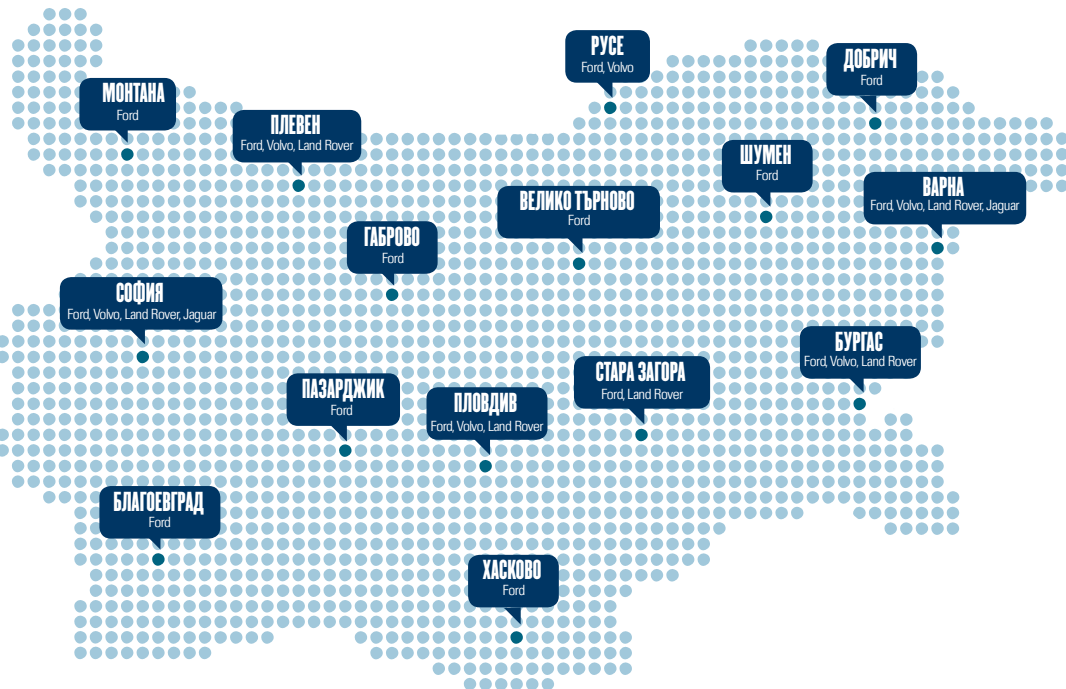 РУСЕ
Ford, Volvo
ДОБРИЧ
Ford
МОНТАНА
Ford
ПЛЕВЕН
Ford, Volvo, Land Rover
ШУМЕН
Ford
ВАРНА
Ford, Volvo, Land Rover, Jaguar
ВЕЛИКО ТЪРНОВО
Ford
ГАБРОВО
Ford
СОФИЯ
Ford, Volvo, Land Rover, Jaguar
БУРГАС
Ford, Volvo, Land Rover
СТАРА ЗАГОРА
Ford, Land Rover
ПАЗАРДЖИК
Ford
ПЛОВДИВ
Ford, Volvo, Land Rover
БЛАГОЕВГРАД
Ford
ХАСКОВО
Ford